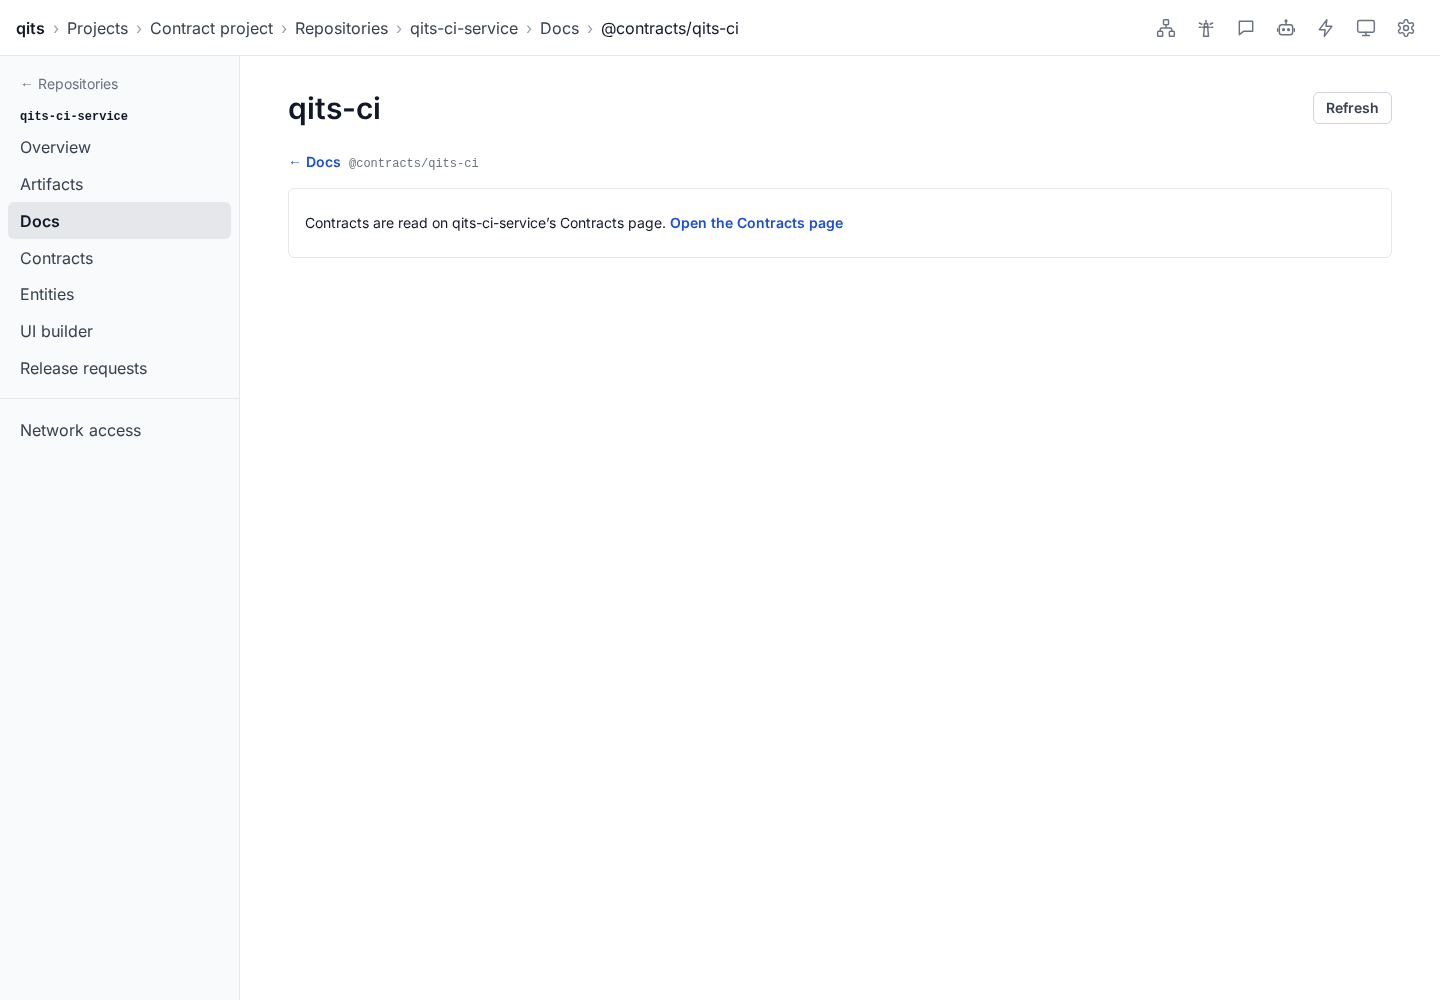 qits › Projects › Contract project › Repositories › qits-ci-service › Docs › @contracts/qits-ci
← Repositories
qits-ci-service
Overview
Artifacts
Docs
Contracts
Entities
UI builder
Release requests
Network access
qits-ci
Refresh
← Docs @contracts/qits-ci
Contracts are read on qits-ci-service’s Contracts page. Open the Contracts page